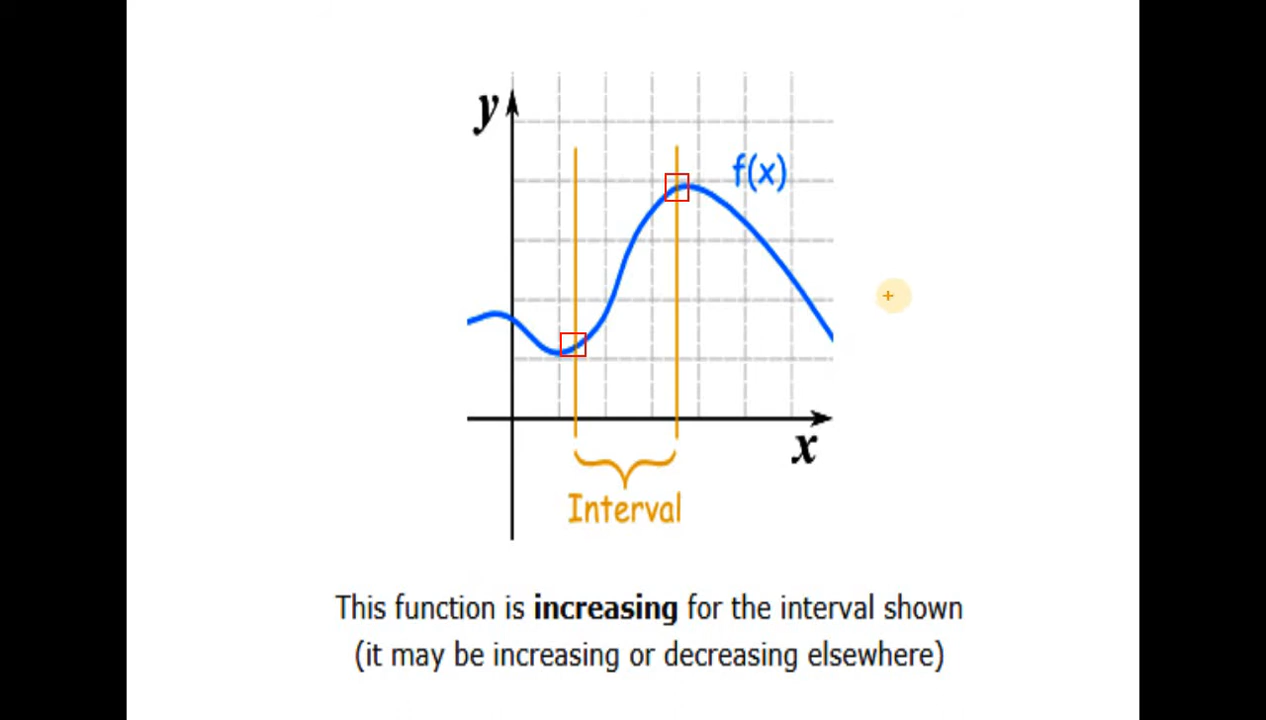 y
f(x)
x
Interval
This function is increasing for the interval shown
(it may be increasing or decreasing elsewhere)